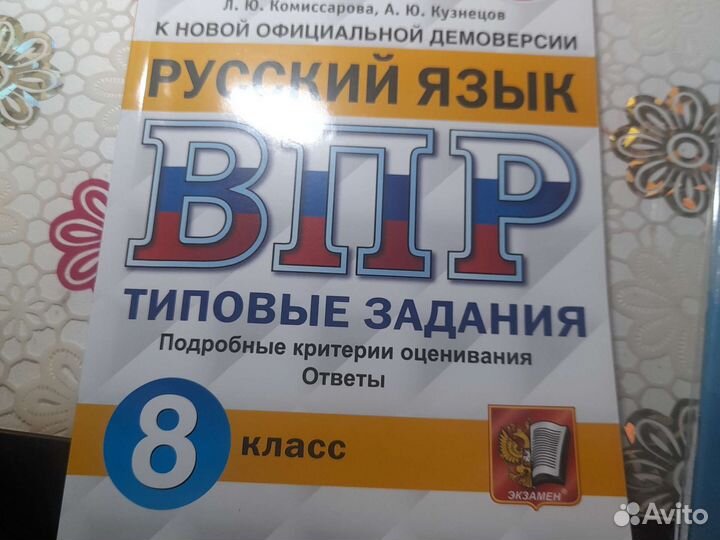 Л. Ю. Комиссарова, А. Ю. Кузнецов
К НОВОЙ ОФИЦИАЛЬНОЙ ДЕМОВЕРСИИ
РУССКИЙ ЯЗЫК
ВПР
ТИПОВЫЕ ЗАДАНИЯ
Подробные критерии оценивания
Ответы
8 класс
ЭКЗАМЕН®
Avito